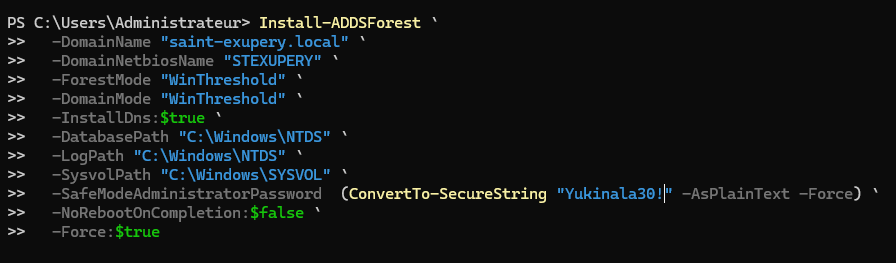 PS C:\Users\Administrateur> Install-ADDSForest `
>>   -DomainName "saint-exupery.local" `
>>   -DomainNetbiosName "STEXUPERY" `
>>   -ForestMode "WinThreshold" `
>>   -DomainMode "WinThreshold" `
>>   -InstallDns:$true `
>>   -DatabasePath "C:\Windows\NTDS" `
>>   -LogPath "C:\Windows\NTDS" `
>>   -SysvolPath "C:\Windows\SYSVOL" `
>>   -SafeModeAdministratorPassword  (ConvertTo-SecureString "Yukinala30!" -AsPlainText -Force) `
>>   -NoRebootOnCompletion:$false `
>>   -Force:$true